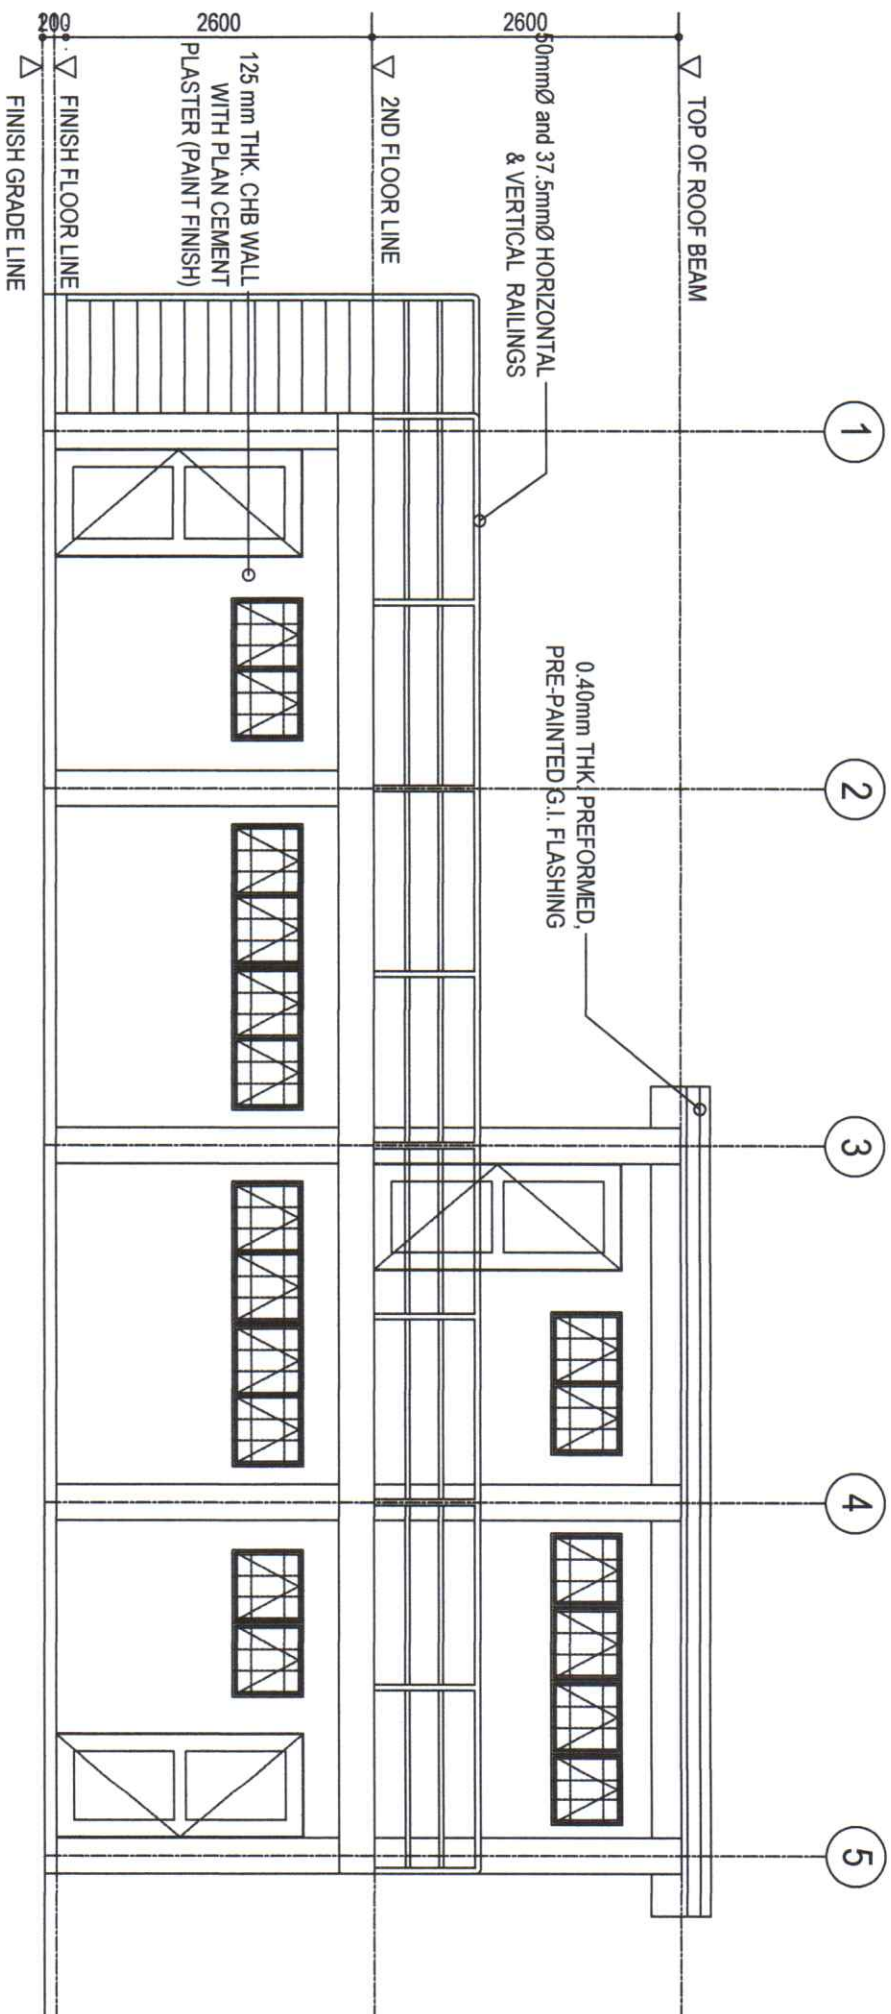 1
2
3
4
5
TOP OF ROOF BEAM
2600
50mmØ and 37.5mmØ HORIZONTAL
& VERTICAL RAILINGS
0.40mm THK. PREFORMED,
PRE-PAINTED G.I. FLASHING
2ND FLOOR LINE
2600
125 mm THK. CHB WALL
WITH PLAN CEMENT
PLASTER (PAINT FINISH)
FINISH FLOOR LINE
200
FINISH GRADE LINE